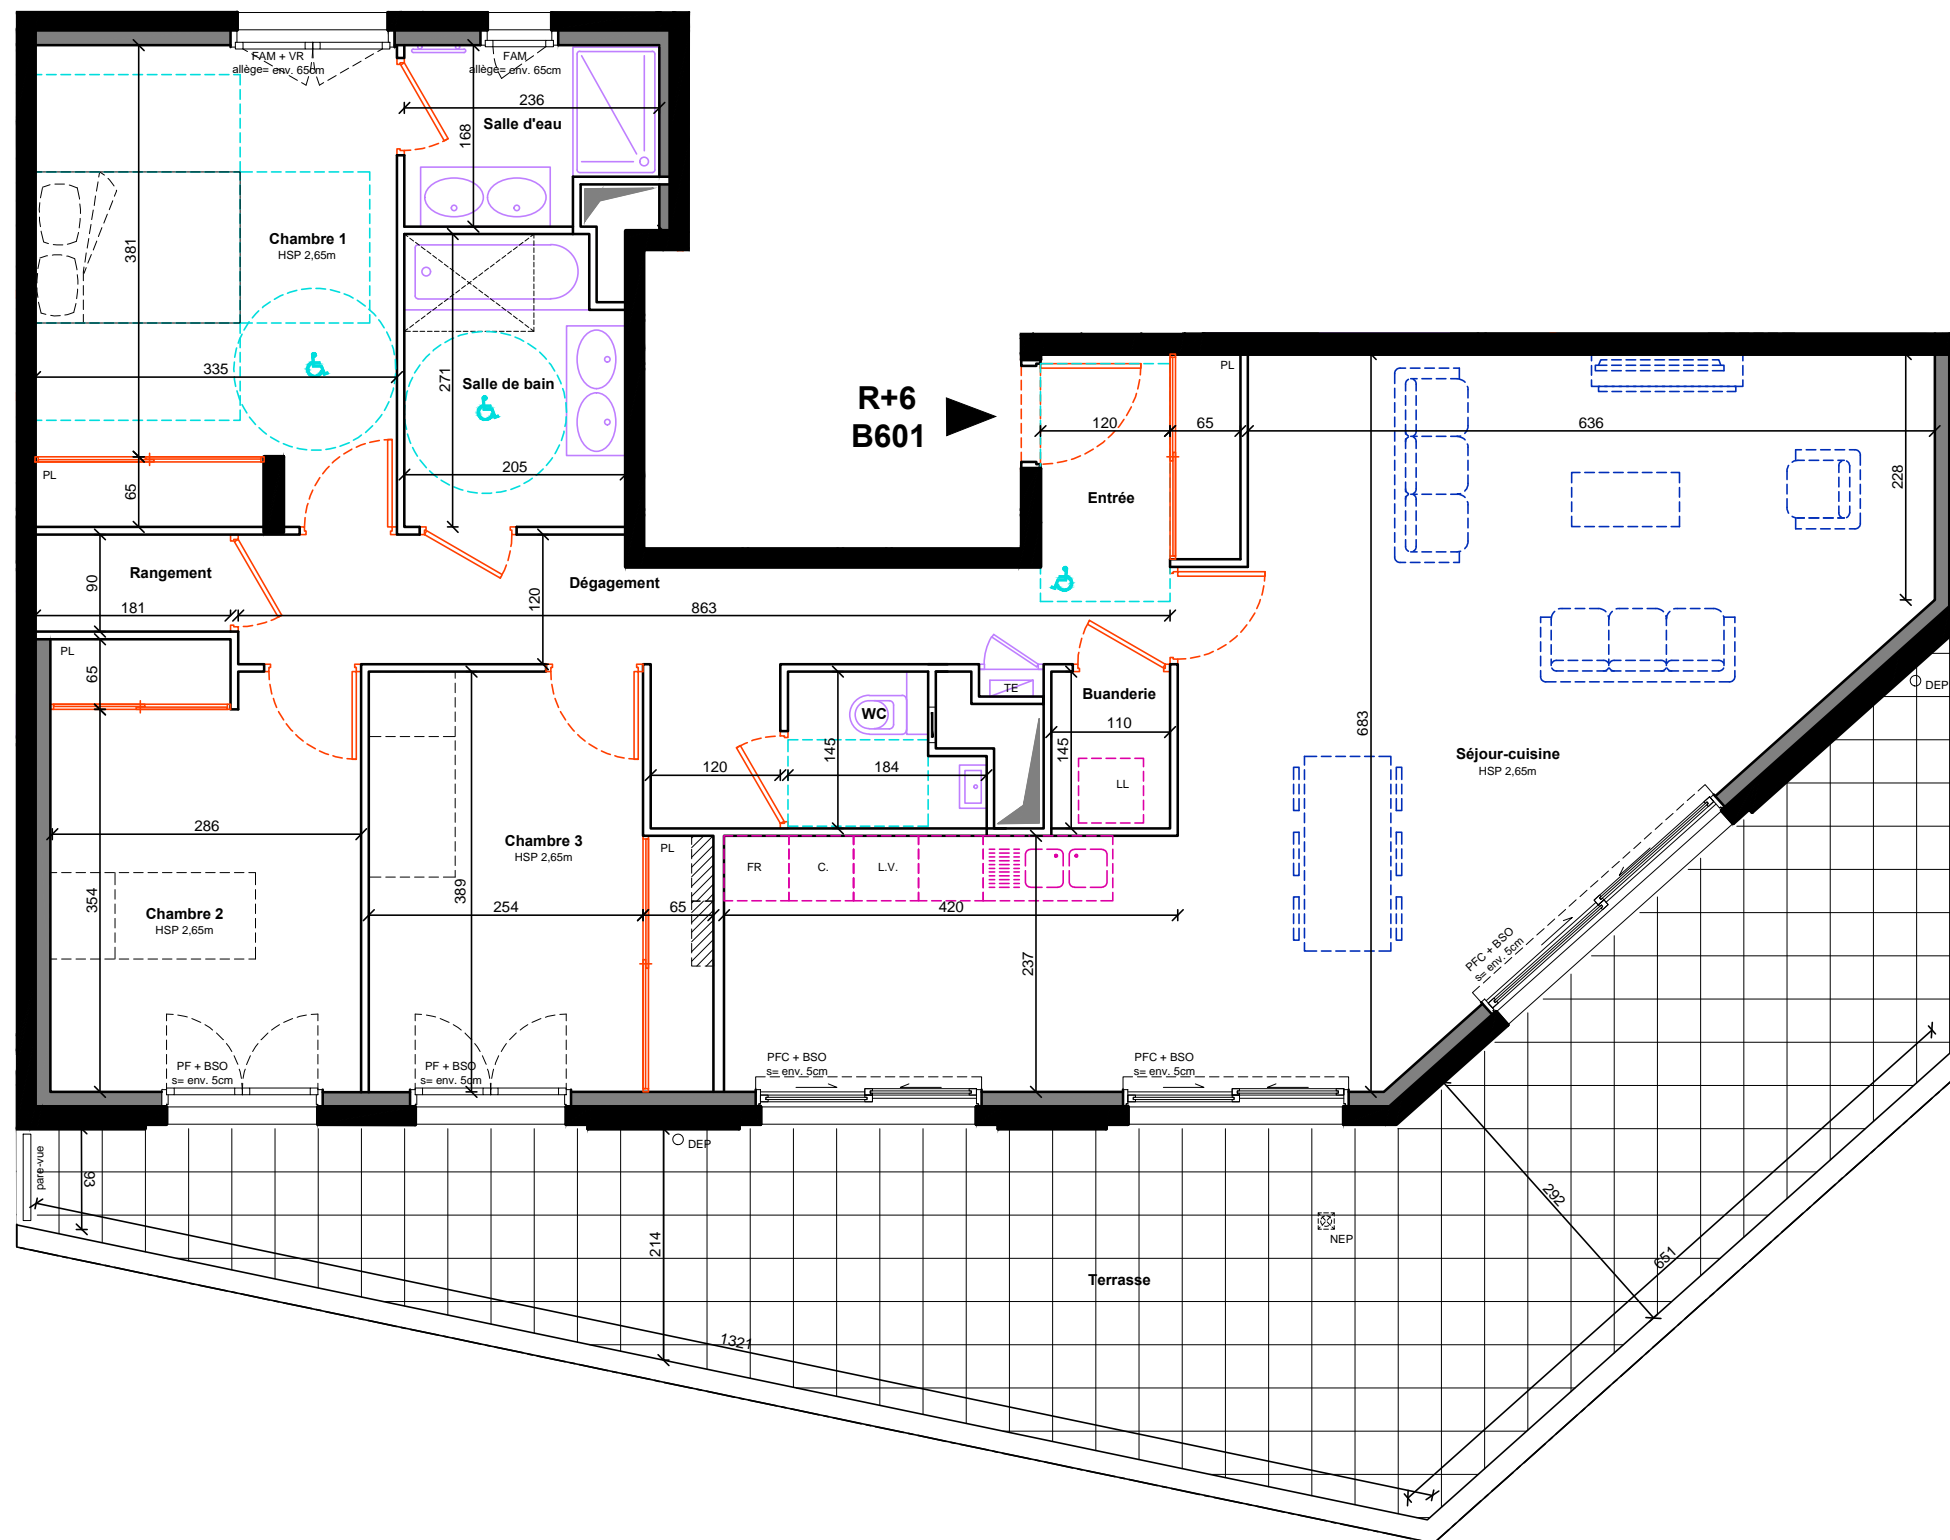 FAM + VR
allège= env. 65cm
FAM
allège= env. 65cm
236
Salle d'eau
168
381
Chambre 1
HSP 2,65m
335
271
Salle de bain
205
PL
65
R+6
B601
120
65
PL
636
228
Entrée
Rangement
90
181
Dégagement
120
863
PL
65
TE
Buanderie
110
145
LL
WC
145
184
120
683
Séjour-cuisine
HSP 2,65m
DEP
286
354
Chambre 2
HSP 2,65m
Chambre 3
HSP 2,65m
389
254
65
PL
FR
C.
L.V.
420
237
PFC + BSO
s= env. 5cm
PF + BSO
s= env. 5cm
PF + BSO
s= env. 5cm
PFC + BSO
s= env. 5cm
PFC + BSO
s= env. 5cm
pare-vue
93
DEP
214
292
651
NEP
Terrasse
1321